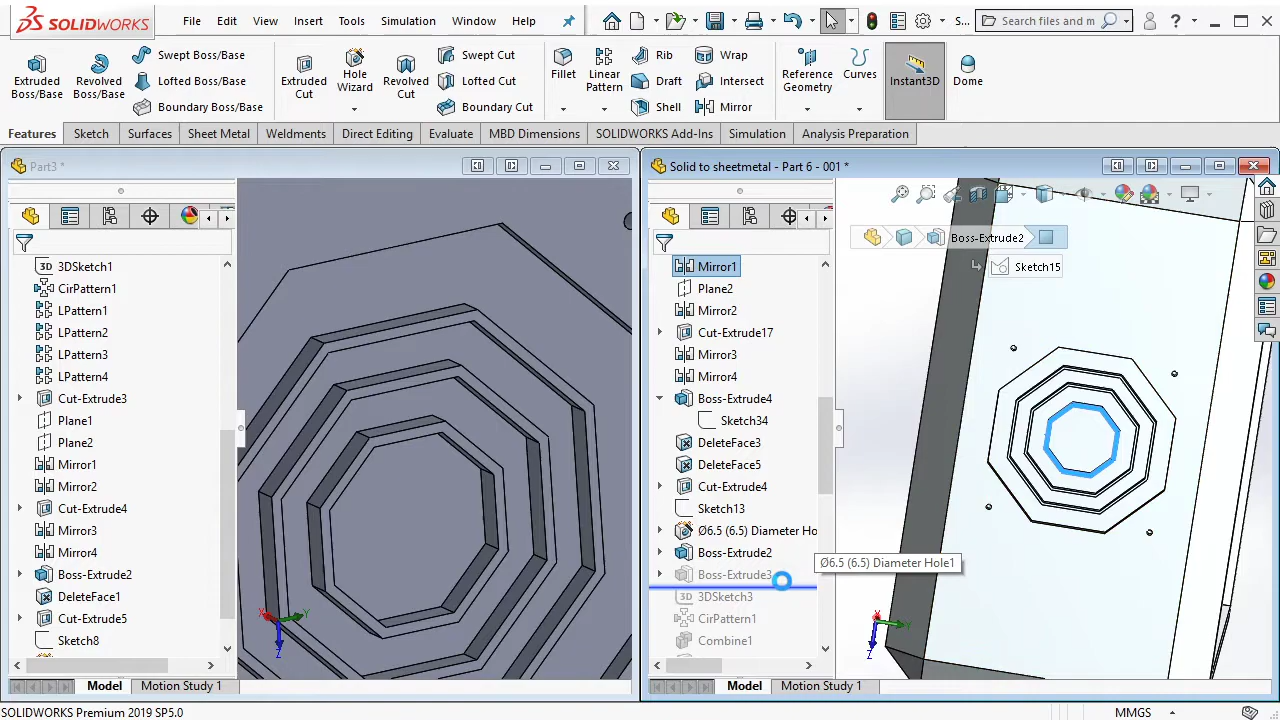 SOLIDWORKS File Edit View Insert Tools Simulation Window Help S... Search files and m ?
Extruded Boss/Base
Revolved Boss/Base
Swept Boss/Base
Lofted Boss/Base
Boundary Boss/Base
Extruded Cut
Hole Wizard
Revolved Cut
Swept Cut
Lofted Cut
Boundary Cut
Fillet
Linear Pattern
Rib
Draft
Shell
Wrap
Intersect
Mirror
Reference Geometry
Curves
Instant3D
Dome
Features Sketch Surfaces Sheet Metal Weldments Direct Editing Evaluate MBD Dimensions SOLIDWORKS Add-Ins Simulation Analysis Preparation
Part3 *
3D 3DSketch1
CirPattern1
LPattern1
LPattern2
LPattern3
LPattern4
Cut-Extrude3
Plane1
Plane2
Mirror1
Mirror2
Cut-Extrude4
Mirror3
Mirror4
Boss-Extrude2
DeleteFace1
Cut-Extrude5
Sketch8
X Y
Z
Model Motion Study 1
Solid to sheetmetal - Part 6 - 001 *
Mirror1
Plane2
Mirror2
Cut-Extrude17
Mirror3
Mirror4
Boss-Extrude4
Sketch34
DeleteFace3
DeleteFace5
Cut-Extrude4
Sketch13
Ø6.5 (6.5) Diameter Ho
Boss-Extrude2
Boss-Extrude3
3D 3DSketch3
CirPattern1
Combine1
Boss-Extrude2
Sketch15
Ø6.5 (6.5) Diameter Hole1
X Y
Z
Model Motion Study 1
SOLIDWORKS Premium 2019 SP5.0 MMGS